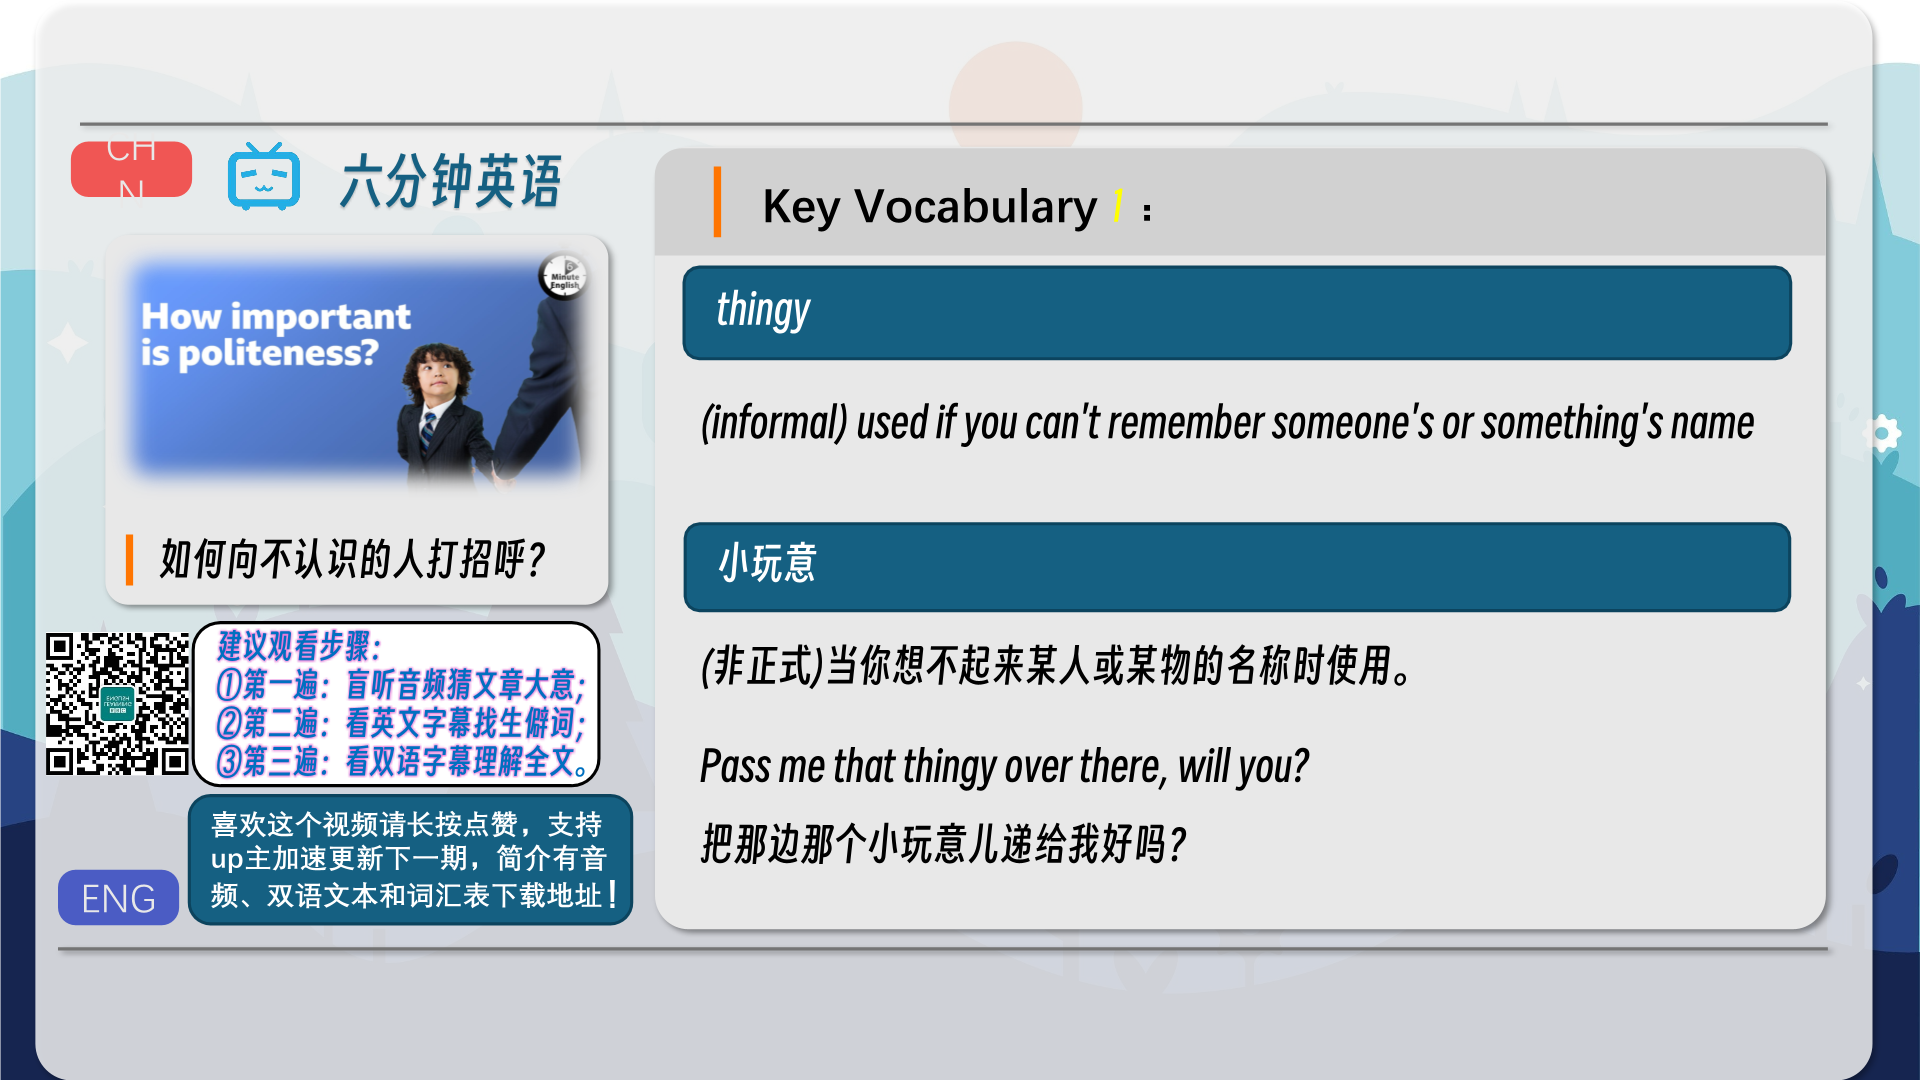 CH
N
六分钟英语
6
Minute
English
How important
is politeness?
如何向不认识的人打招呼?
建议观看步骤:
①第一遍: 盲听音频猜文章大意;
②第二遍: 看英文字幕找生僻词;
③第三遍: 看双语字幕理解全文。
喜欢这个视频请长按点赞，支持
up主加速更新下一期，简介有音
频、双语文本和词汇表下载地址！
ENG
Key Vocabulary 1 :
thingy
(informal) used if you can't remember someone's or something's name
小玩意
(非正式)当你想不起来某人或某物的名称时使用。
Pass me that thingy over there, will you?
把那边那个小玩意儿递给我好吗?